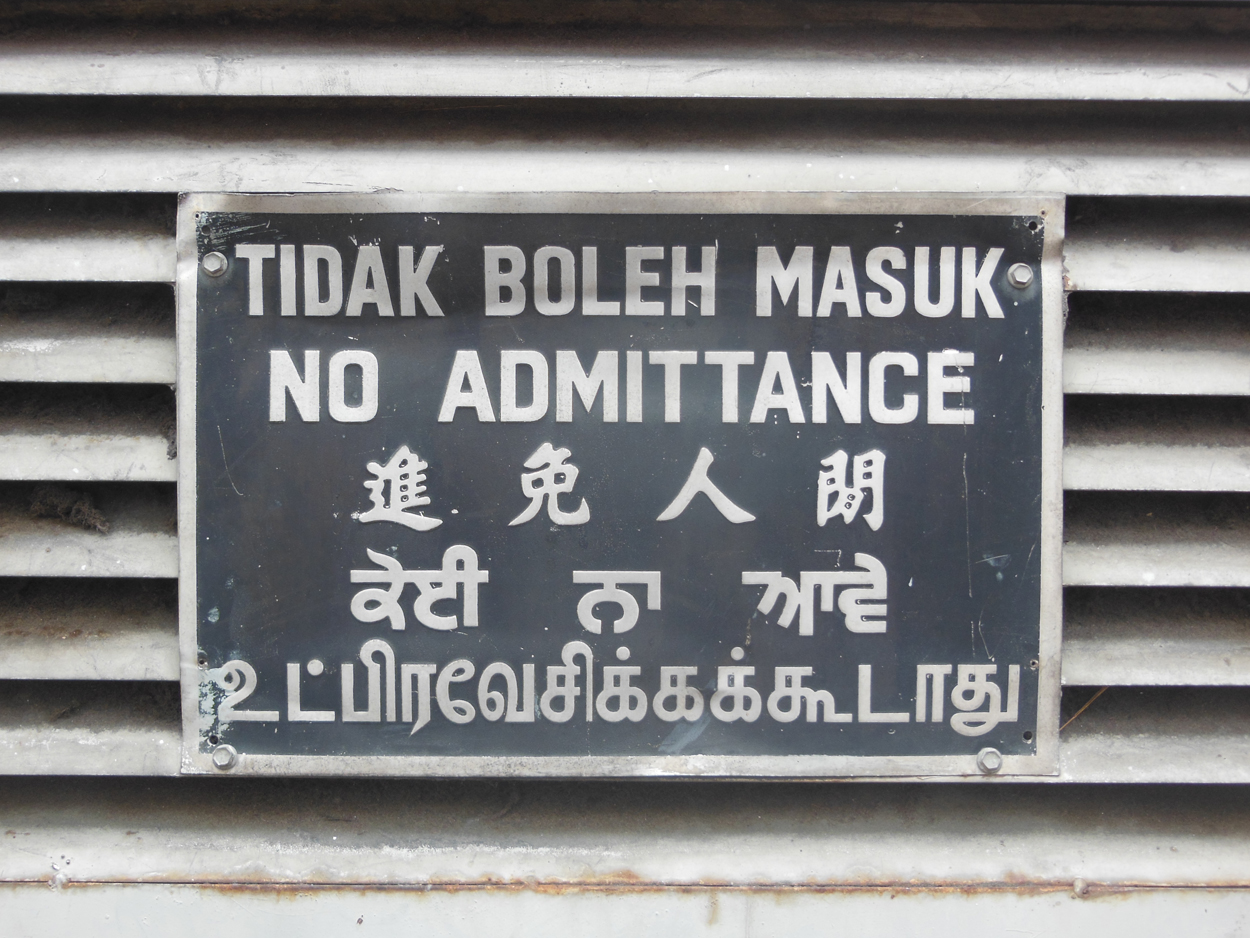 TIDAK BOLEH MASUK
NO ADMITTANCE
閒人免進
ਕੋਈ ਨਾ ਆਵੇ
உட்பிரவேசிக்கக்கூடாது